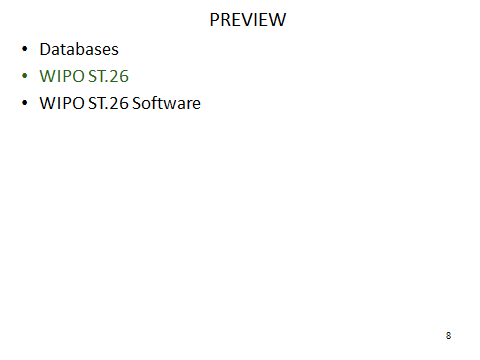 PREVIEW
• Databases
• WIPO ST.26
• WIPO ST.26 Software
8